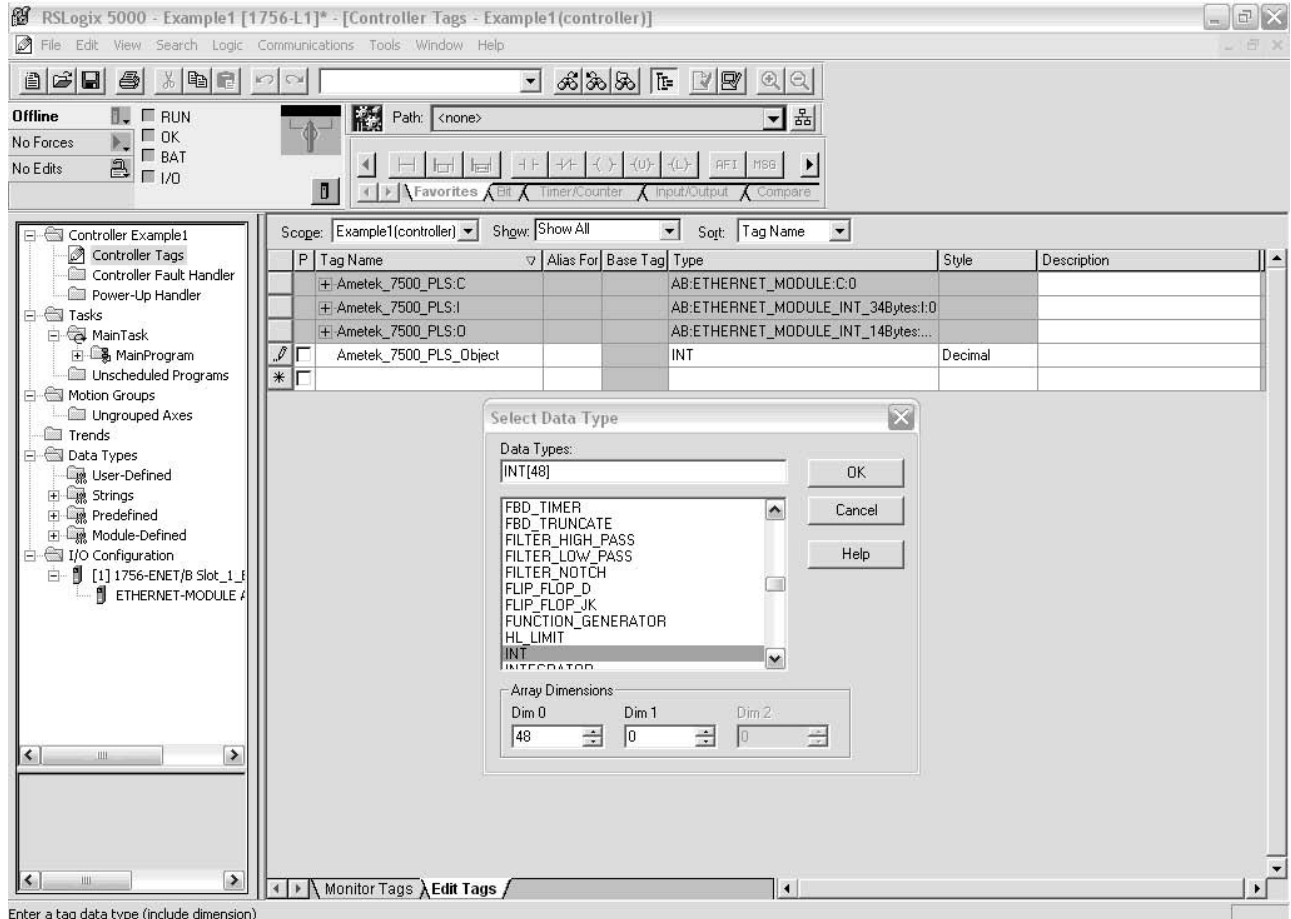 RSLogix 5000 - Example1 [1756-L1]* - [Controller Tags - Example1(controller)]
File Edit View Search Logic Communications Tools Window Help
Offline
RUN
No Forces
OK
No Edits
BAT
I/O
Path: <none>
AFI MSG
Favorites Bit Timer/Counter Input/Output Compare
Controller Example1
Controller Tags
Controller Fault Handler
Power-Up Handler
Tasks
MainTask
MainProgram
Unscheduled Programs
Motion Groups
Ungrouped Axes
Trends
Data Types
User-Defined
Strings
Predefined
Module-Defined
I/O Configuration
[1] 1756-ENET/B Slot_1_E
ETHERNET-MODULE A
Scope: Example1(controller) Show: Show All Sort: Tag Name
P Tag Name Alias For Base Tag Type Style Description
Ametek_7500_PLS:C AB:ETHERNET_MODULE:C:0
Ametek_7500_PLS:I AB:ETHERNET_MODULE_INT_34Bytes:I:0
Ametek_7500_PLS:O AB:ETHERNET_MODULE_INT_14Bytes:...
Ametek_7500_PLS_Object INT Decimal
Select Data Type
Data Types:
INT[48]
OK
Cancel
Help
FBD_TIMER
FBD_TRUNCATE
FILTER_HIGH_PASS
FILTER_LOW_PASS
FILTER_NOTCH
FLIP_FLOP_D
FLIP_FLOP_JK
FUNCTION_GENERATOR
HL_LIMIT
INT
INTEGRATOR
Array Dimensions
Dim 0 Dim 1 Dim 2
48 0 0
Monitor Tags Edit Tags
Enter a tag data type (include dimension)